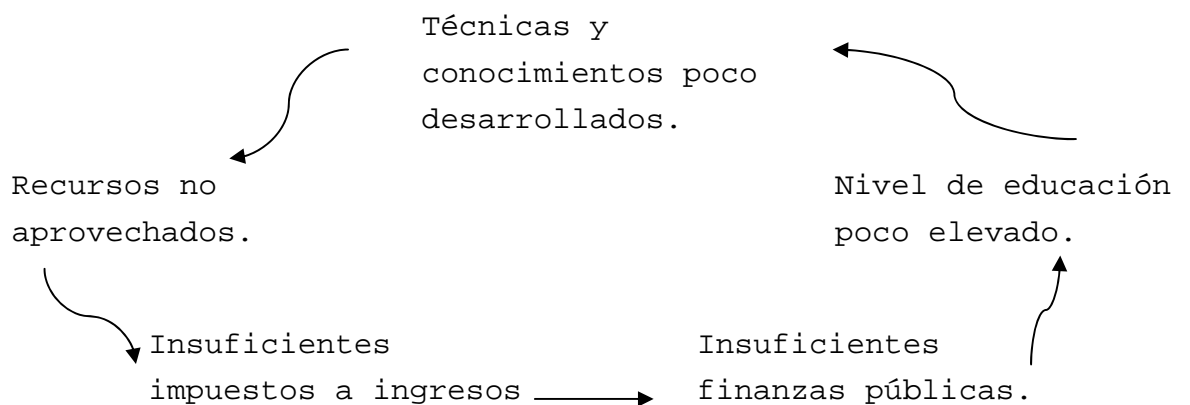 Técnicas y
conocimientos poco
desarrollados.
Recursos no
aprovechados.
Nivel de educación
poco elevado.
Insuficientes
impuestos a ingresos
Insuficientes
finanzas públicas.